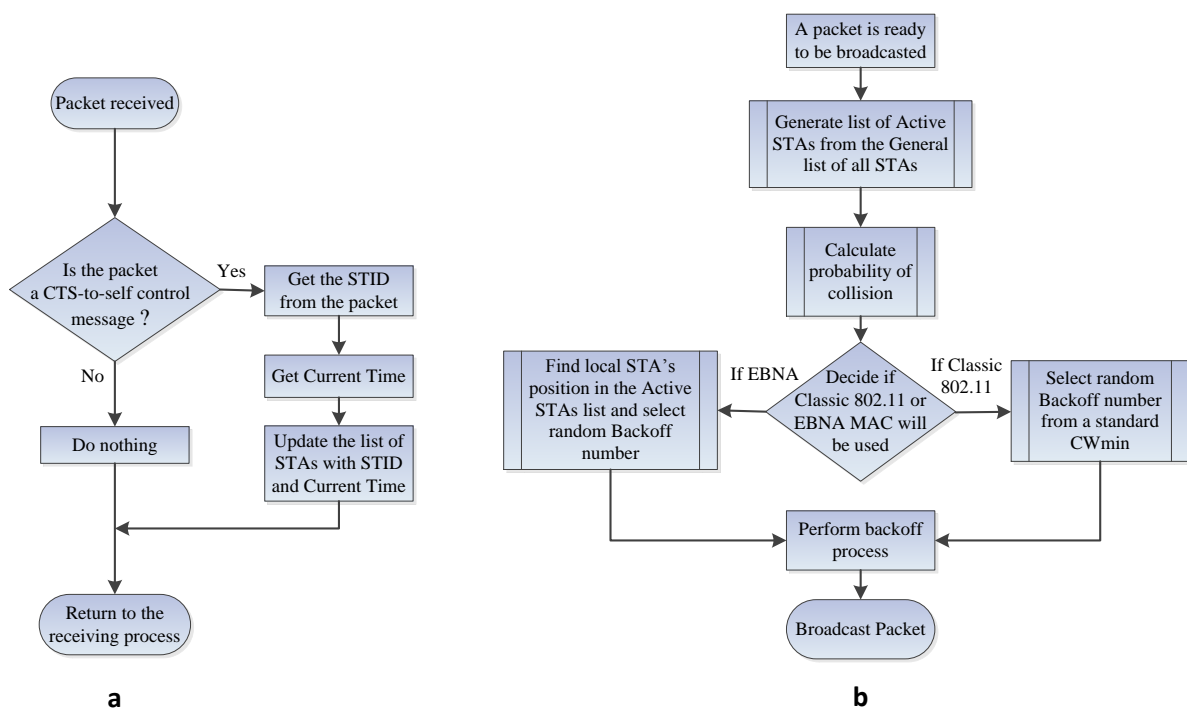 Packet received
Is the packet
a CTS-to-self control
message ?
Yes
No
Get the STID
from the packet
Get Current Time
Update the list of
STAs with STID
and Current Time
Do nothing
Return to the
receiving process
a
A packet is ready
to be broadcasted
Generate list of Active
STAs from the General
list of all STAs
Calculate
probability of
collision
Decide if
Classic 802.11 or
EBNA MAC will
be used
If EBNA
If Classic
802.11
Find local STA’s
position in the Active
STAs list and select
random Backoff
number
Select random
Backoff number
from a standard
CWmin
Perform backoff
process
Broadcast Packet
b